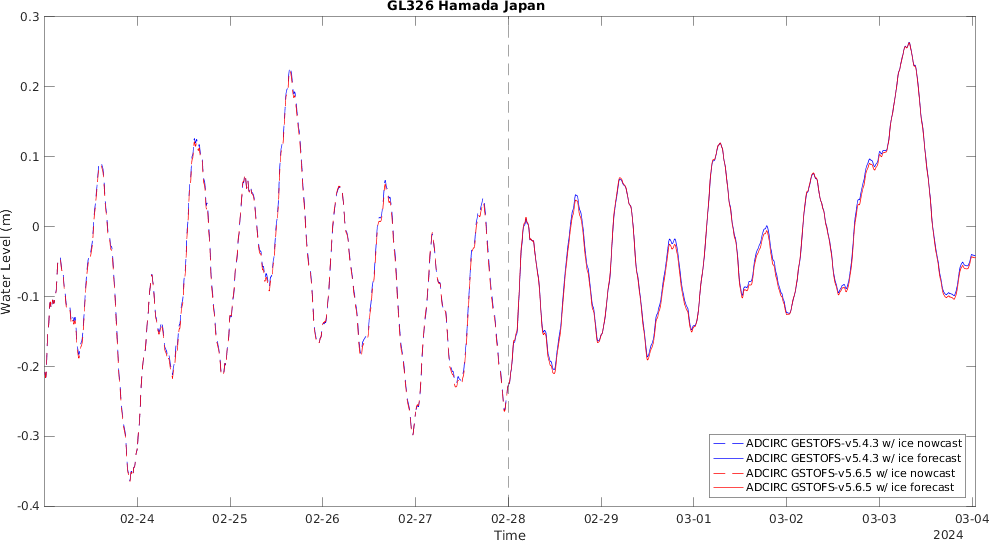 GL326 Hamada Japan
0.3
0.2
0.1
0
-0.1
-0.2
-0.3
-0.4
Water Level (m)
02-24 02-25 02-26 02-27 02-28 02-29 03-01 03-02 03-03 03-04
Time
2024
ADCIRC GESTOFS-v5.4.3 w/ ice nowcast
ADCIRC GESTOFS-v5.4.3 w/ ice forecast
ADCIRC GSTOFS-v5.6.5 w/ ice nowcast
ADCIRC GSTOFS-v5.6.5 w/ ice forecast